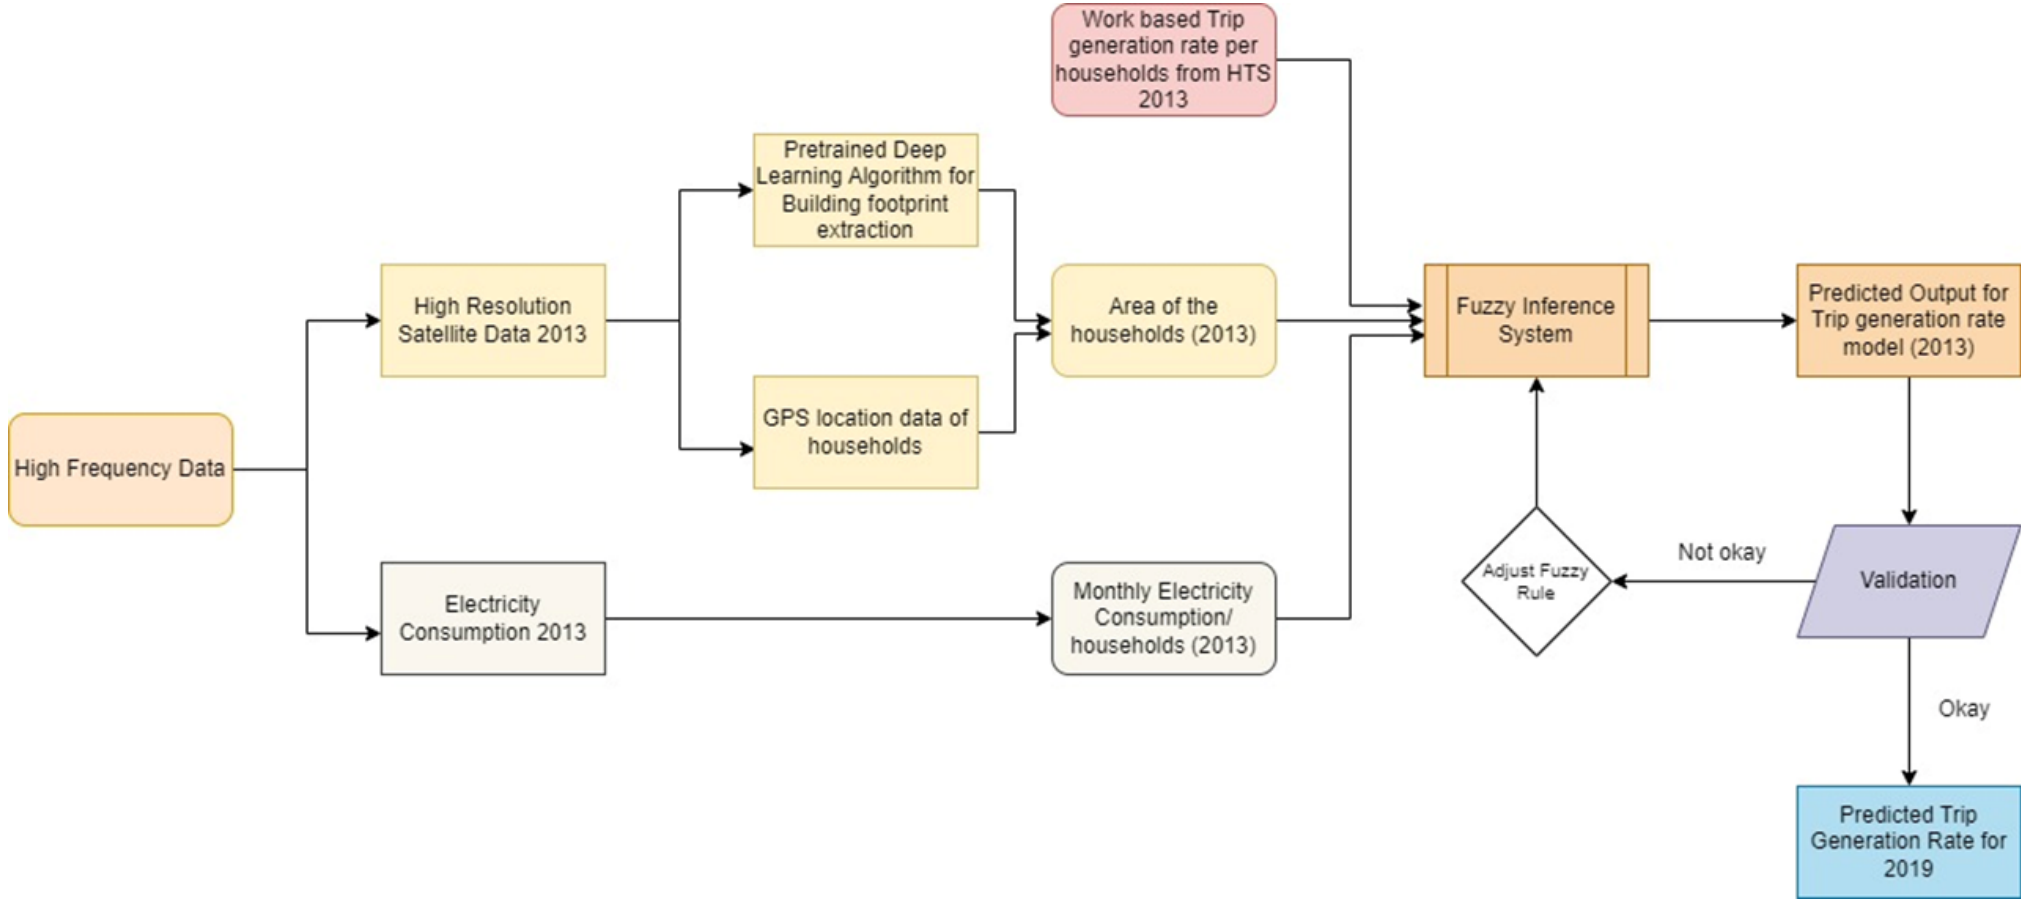 Work based Trip
generation rate per
households from HTS
2013
Pretrained Deep
Learning Algorithm for
Building footprint
extraction
High Resolution
Satellite Data 2013
Area of the
households (2013)
Fuzzy Inference
System
Predicted Output for
Trip generation rate
model (2013)
GPS location data of
households
High Frequency Data
Electricity
Consumption 2013
Monthly Electricity
Consumption/
households (2013)
Adjust Fuzzy
Rule
Not okay
Validation
Okay
Predicted Trip
Generation Rate for
2019